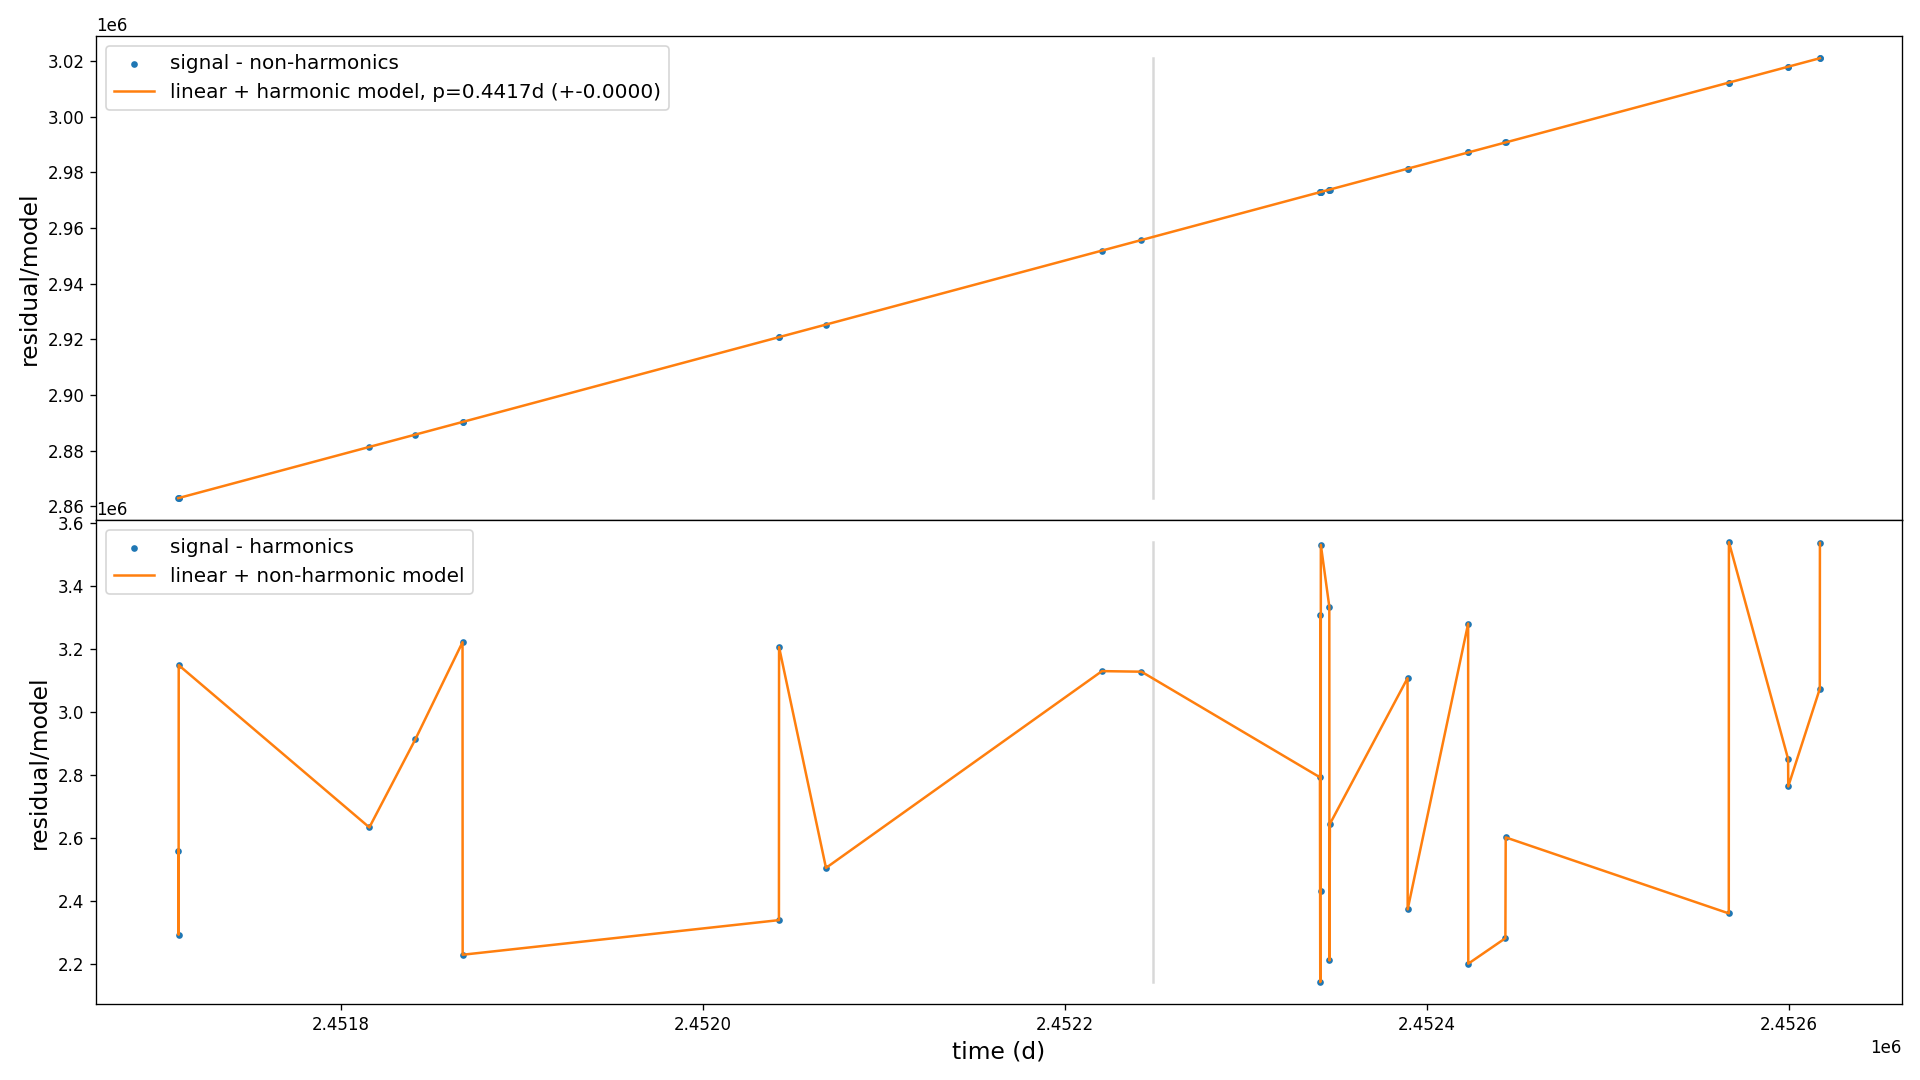 1e6
signal - non-harmonics
linear + harmonic model, p=0.4417d (+-0.0000)
3.02
3.00
2.98
2.96
2.94
2.92
2.90
2.88
2.86
residual/model
1e6
signal - harmonics
linear + non-harmonic model
3.6
3.4
3.2
3.0
2.8
2.6
2.4
2.2
residual/model
2.4518
2.4520
2.4522
2.4524
2.4526
time (d)
1e6